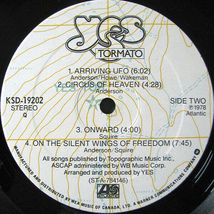 YES
TORMATO
KSD-19202
STEREO
Q
1. ARRIVING UFO (6:02)
Anderson/Howe/Wakeman
2. CIRCUS OF HEAVEN (4:28)
Anderson
SIDE TWO
℗1978
Atlantic
3. ONWARD (4:00)
Squire
4. ON THE SILENT WINGS OF FREEDOM (7:45)
Anderson/Squire
All songs published by Topographic Music Inc.,
ASCAP administered by WB Music Corp.
Arranged and produced by YES
(STA-784146)